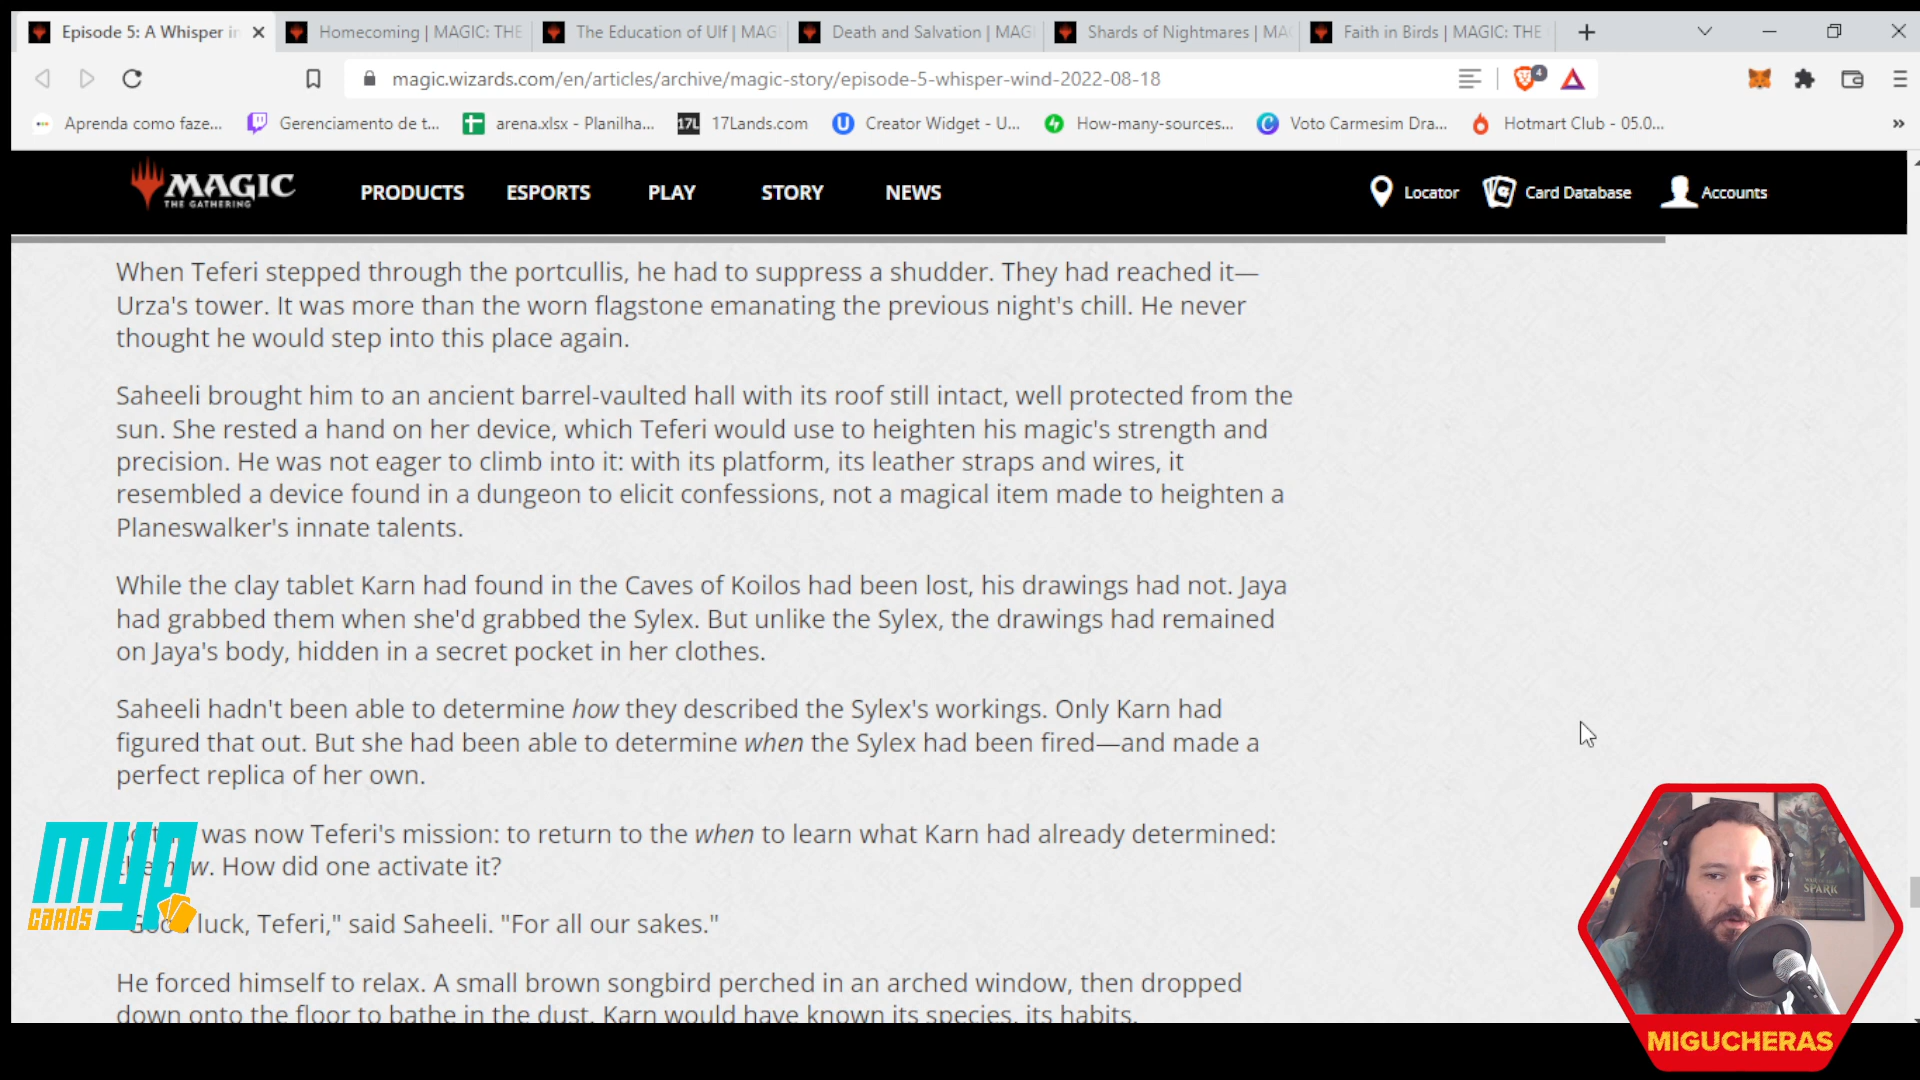 Episode 5: A Whisper in
Homecoming | MAGIC: THE
The Education of Ulf | MAG
Death and Salvation | MAG
Shards of Nightmares | MA
Faith in Birds | MAGIC: THE
magic.wizards.com/en/articles/archive/magic-story/episode-5-whisper-wind-2022-08-18
4
Aprenda como faze...
Gerenciamento de t...
arena.xlsx - Planilha...
17L 17Lands.com
Creator Widget - U...
How-many-sources...
Voto Carmesim Dra...
Hotmart Club - 05.0...
MAGIC
THE GATHERING
PRODUCTS
ESPORTS
PLAY
STORY
NEWS
Locator
Card Database
Accounts
When Teferi stepped through the portcullis, he had to suppress a shudder. They had reached it—
Urza's tower. It was more than the worn flagstone emanating the previous night's chill. He never
thought he would step into this place again.
Saheeli brought him to an ancient barrel-vaulted hall with its roof still intact, well protected from the
sun. She rested a hand on her device, which Teferi would use to heighten his magic's strength and
precision. He was not eager to climb into it: with its platform, its leather straps and wires, it
resembled a device found in a dungeon to elicit confessions, not a magical item made to heighten a
Planeswalker's innate talents.
While the clay tablet Karn had found in the Caves of Koilos had been lost, his drawings had not. Jaya
had grabbed them when she'd grabbed the Sylex. But unlike the Sylex, the drawings had remained
on Jaya's body, hidden in a secret pocket in her clothes.
Saheeli hadn't been able to determine how they described the Sylex's workings. Only Karn had
figured that out. But she had been able to determine when the Sylex had been fired—and made a
perfect replica of her own.
was now Teferi's mission: to return to the when to learn what Karn had already determined:
How did one activate it?
luck, Teferi," said Saheeli. "For all our sakes."
He forced himself to relax. A small brown songbird perched in an arched window, then dropped
down onto the floor to bathe in the dust. Karn would have known its species, its habits.
myp
cards
SPARK
MIGUCHERAS